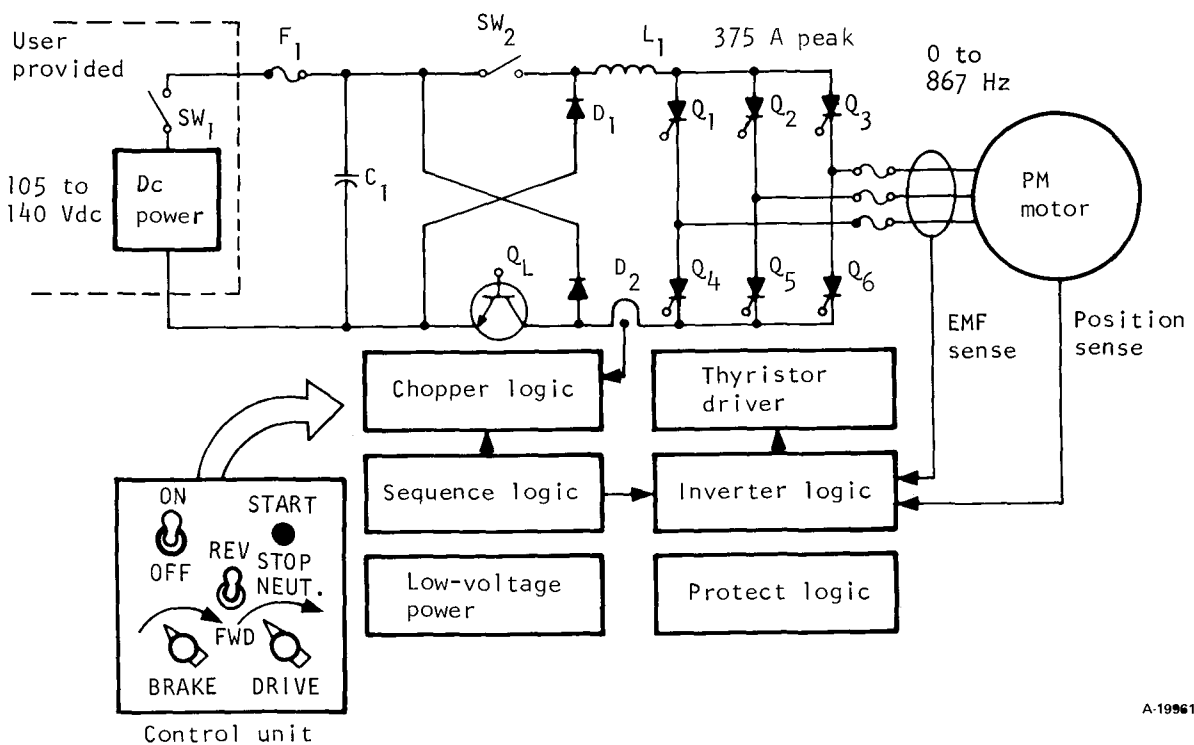 User
provided
F1
SW2
L1
375 A peak
0 to
867 Hz
SW1
D1
Q1
Q2
Q3
105 to
140 Vdc
Dc
power
C1
PM
motor
QL
D2
Q4
Q5
Q6
EMF
sense
Position
sense
Chopper logic
Thyristor
driver
Sequence logic
Inverter logic
Low-voltage
power
Protect logic
ON
OFF
START
STOP
REV
NEUT.
FWD
BRAKE
DRIVE
Control unit